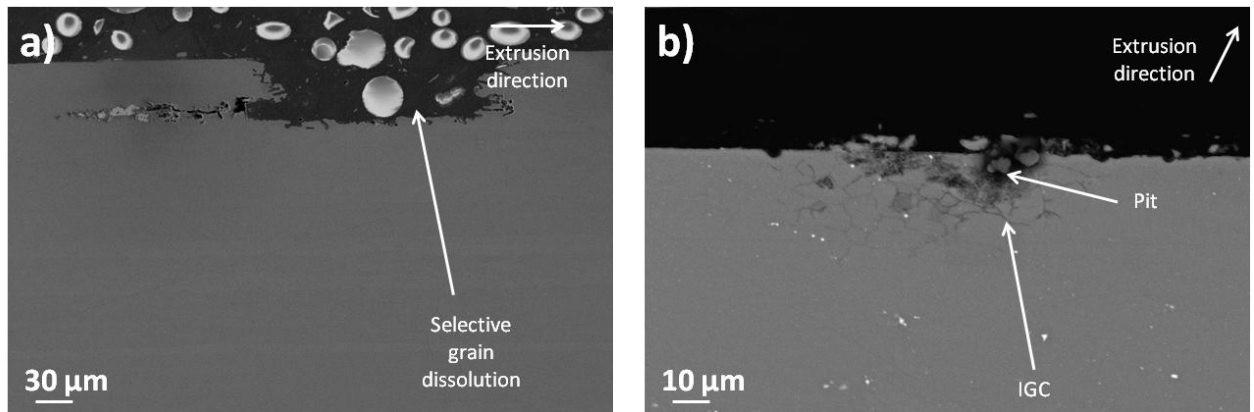 a)
Extrusion
direction
Selective
grain
dissolution
30 µm
b)
Extrusion
direction
Pit
IGC
10 µm